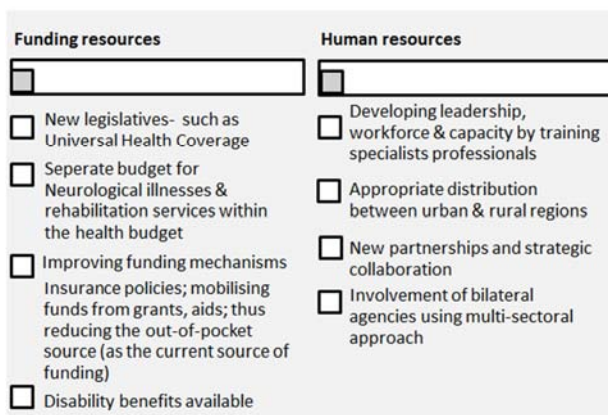 Funding resources
New legislatives- such as
Universal Health Coverage
Seperate budget for
Neurological illnesses &
rehabilitation services within
the health budget
Improving funding mechanisms
Insurance policies; mobilising
funds from grants, aids; thus
reducing the out-of-pocket
source (as the current source of
funding)
Disability benefits available
Human resources
Developing leadership,
workforce & capacity by training
specialists professionals
Appropriate distribution
between urban & rural regions
New partnerships and strategic
collaboration
Involvement of bilateral
agencies using multi-sectoral
approach